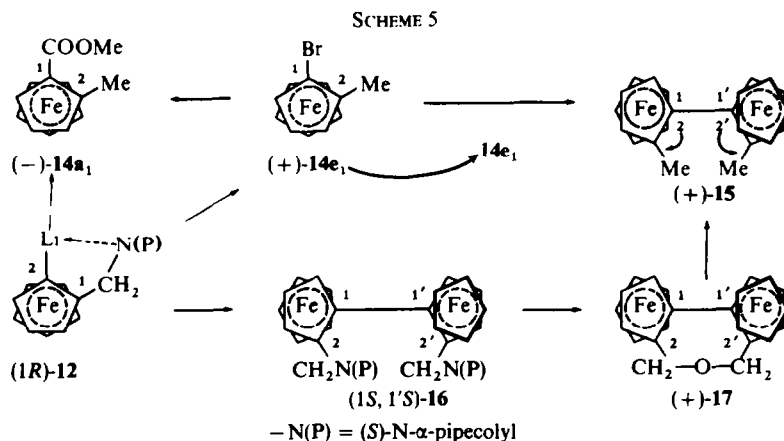 SCHEME 5
COOMe
1
2
Me
Fe
(−)-14a₁
Br
1
2
Me
Fe
(+)-14e₁
14e₁
Fe
1
1′
Fe
2
2′
Me
Me
(+)-15
Li
N(P)
2
1
CH₂
Fe
(1R)-12
Fe
1
1′
Fe
2
2′
CH₂N(P)
CH₂N(P)
(1S, 1′S)-16
Fe
1
1′
Fe
2
2′
CH₂—O—CH₂
(+)-17
−N(P) = (S)-N-α-pipecolyl